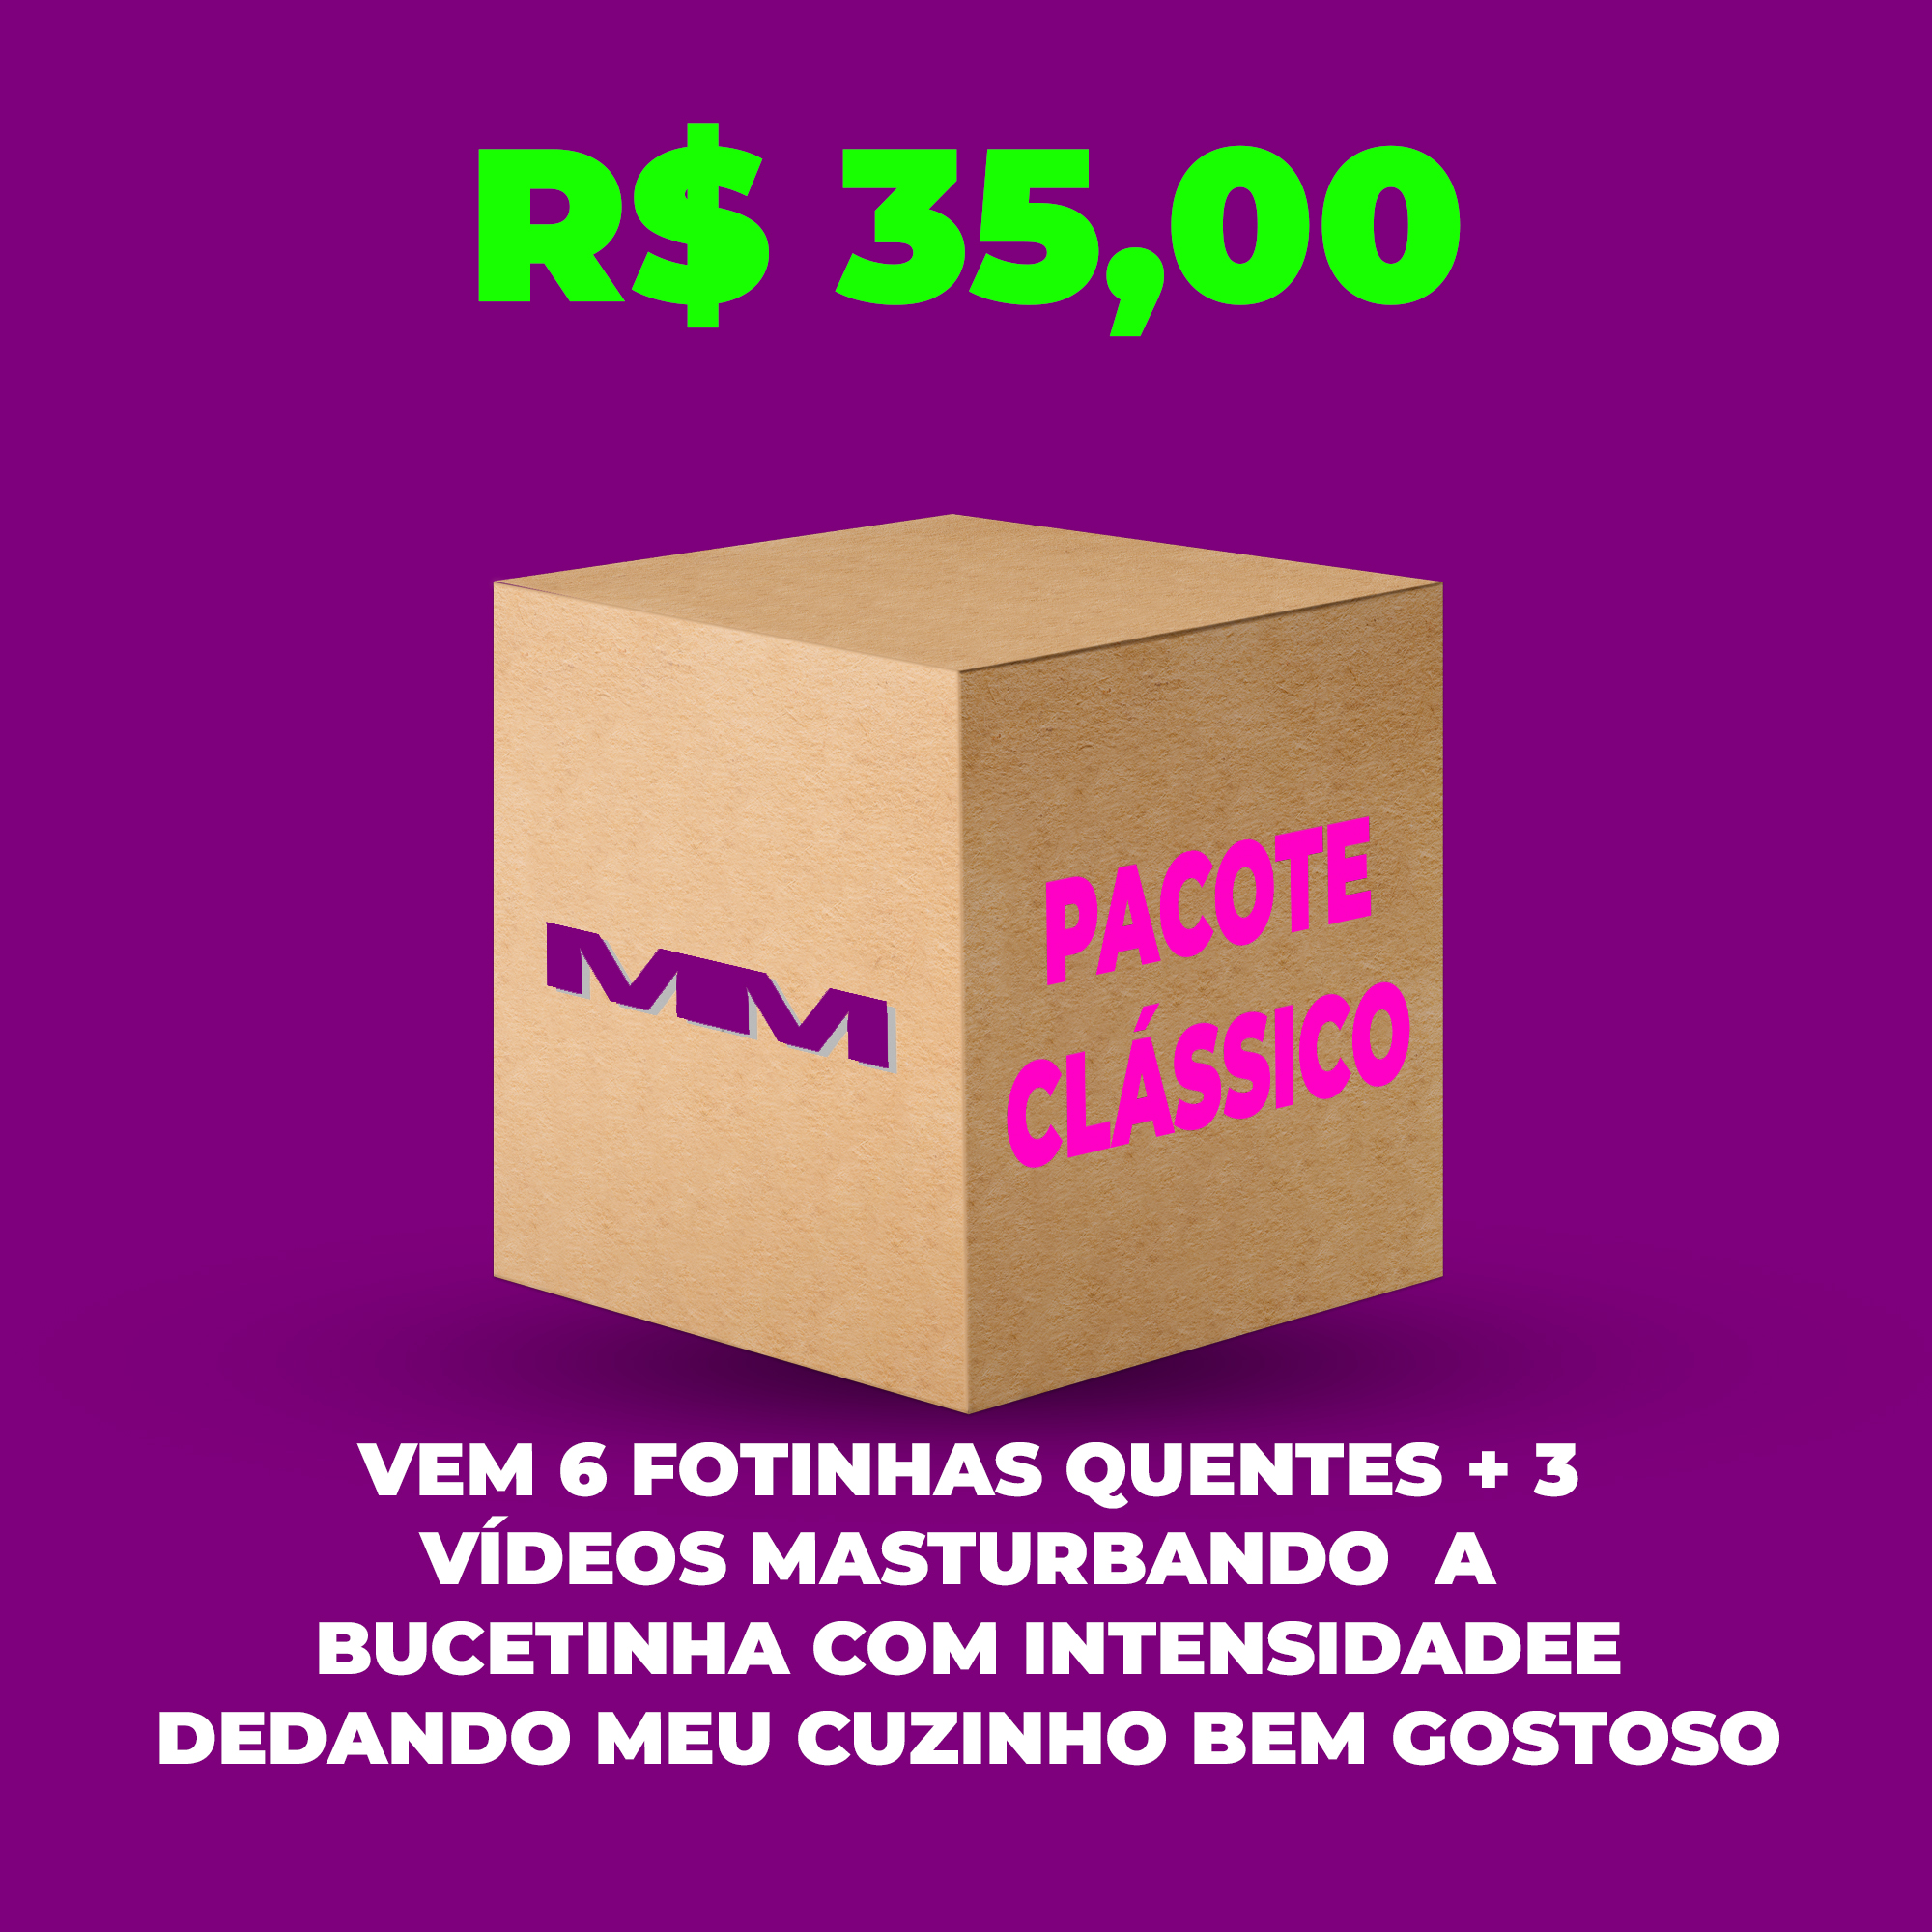 R$ 35,00
MM
PACOTE
CLÁSSICO
VEM 6 FOTINHAS QUENTES + 3
VÍDEOS MASTURBANDO  A
BUCETINHA COM INTENSIDADEE
DEDANDO MEU CUZINHO BEM GOSTOSO